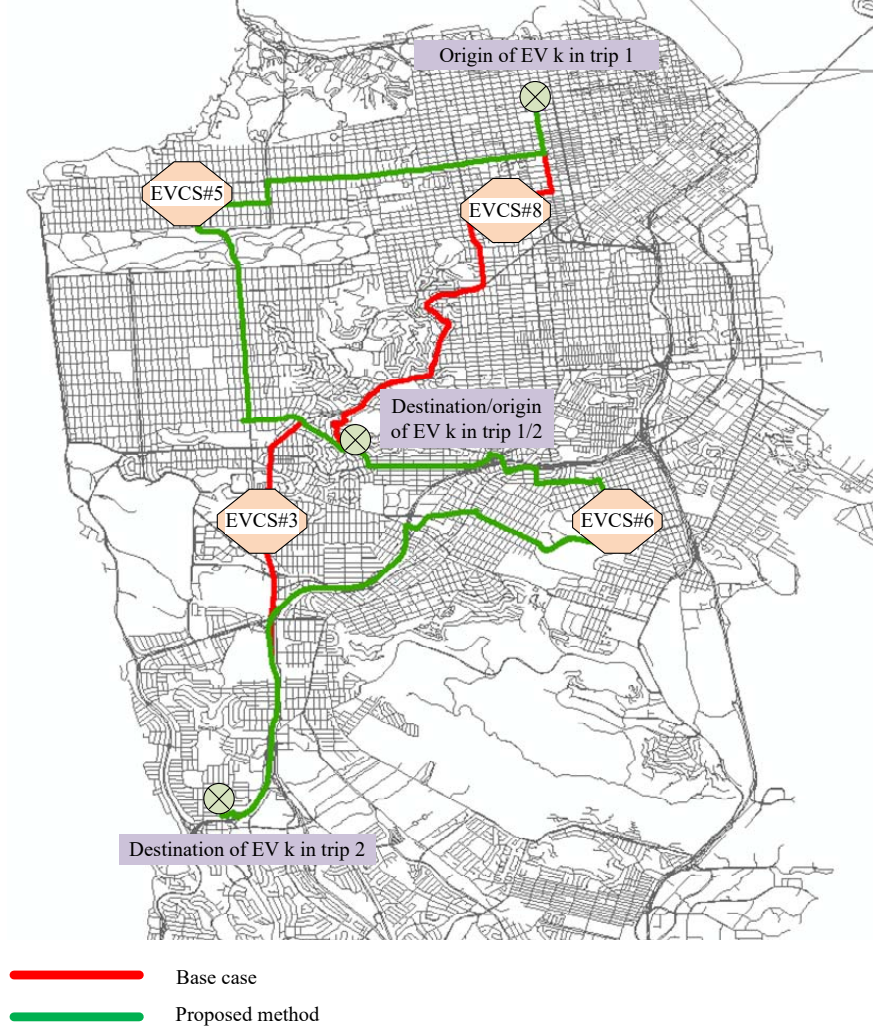 Origin of EV k in trip 1
EVCS#5
EVCS#8
Destination/origin
of EV k in trip 1/2
EVCS#3
EVCS#6
Destination of EV k in trip 2
Base case
Proposed method